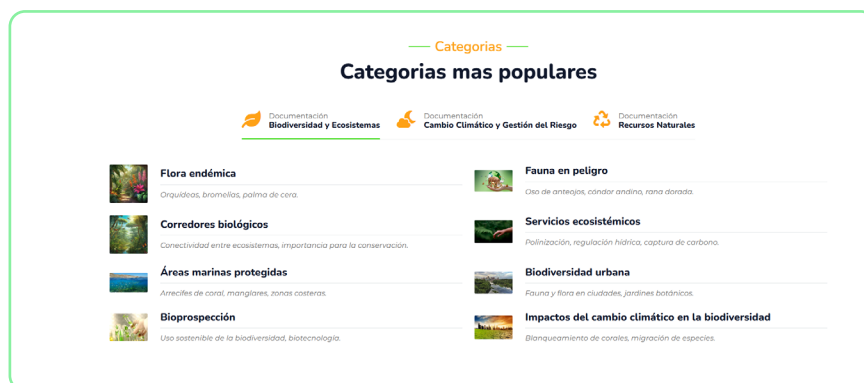 Categorias
Categorias mas populares
Documentación
Biodiversidad y Ecosistemas
Documentación
Cambio Climático y Gestión del Riesgo
Documentación
Recursos Naturales
Flora endémica
Orquídeas, bromelias, palma de cera.
Fauna en peligro
Oso de anteojos, cóndor andino, rana dorada.
Corredores biológicos
Conectividad entre ecosistemas, importancia para la conservación.
Servicios ecosistémicos
Polinización, regulación hídrica, captura de carbono.
Áreas marinas protegidas
Arrecifes de coral, manglares, zonas costeras.
Biodiversidad urbana
Fauna y flora en ciudades, jardines botánicos.
Bioprospección
Uso sostenible de la biodiversidad, biotecnología.
Impactos del cambio climático en la biodiversidad
Blanqueamiento de corales, migración de especies.